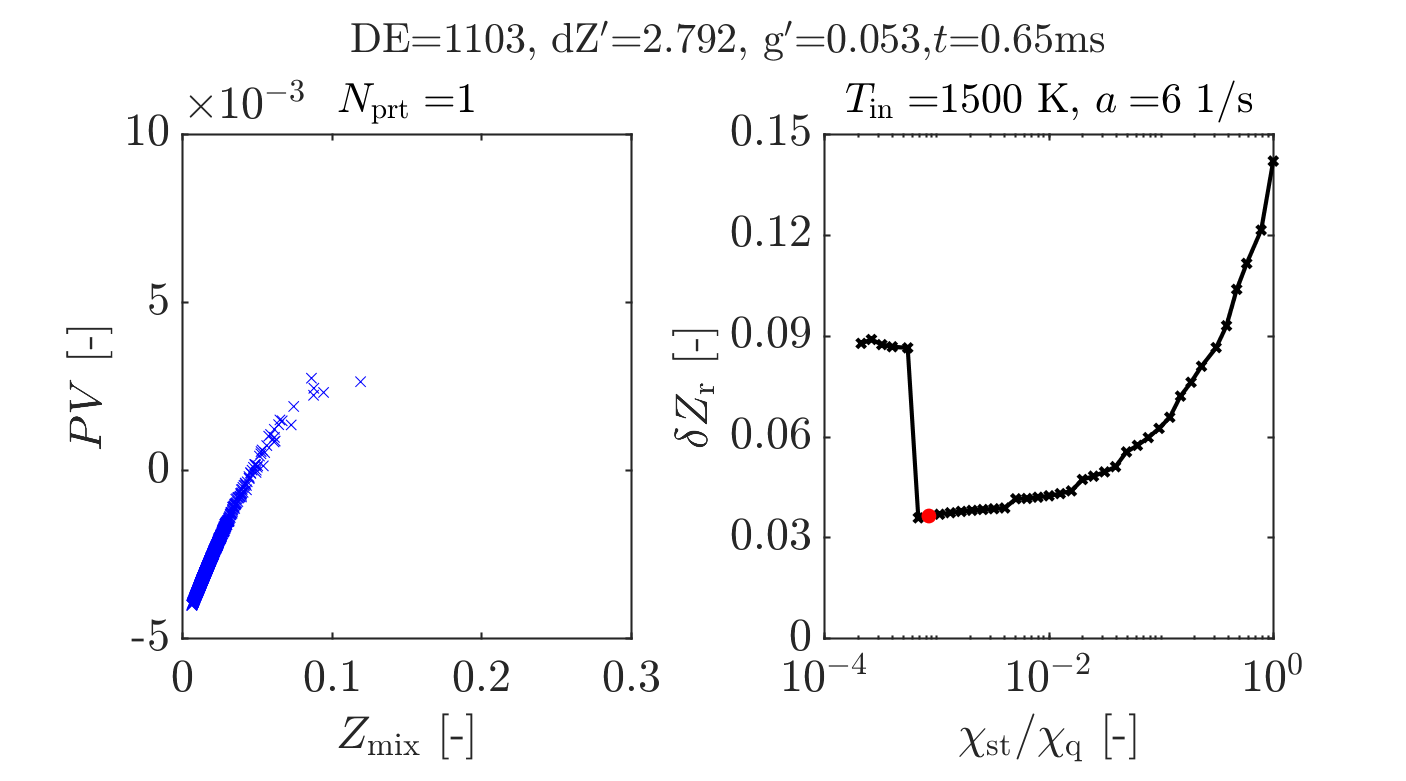 DE=1103, dZ′=2.792, g′=0.053,t=0.65ms
×10⁻³ N_prt =1
10
5
0
-5
0 0.1 0.2 0.3
PV [-]
Z_mix [-]
T_in =1500 K, a =6 1/s
0.15
0.12
0.09
0.06
0.03
0
10⁻⁴ 10⁻² 10⁰
δZ_r [-]
χ_st/χ_q [-]